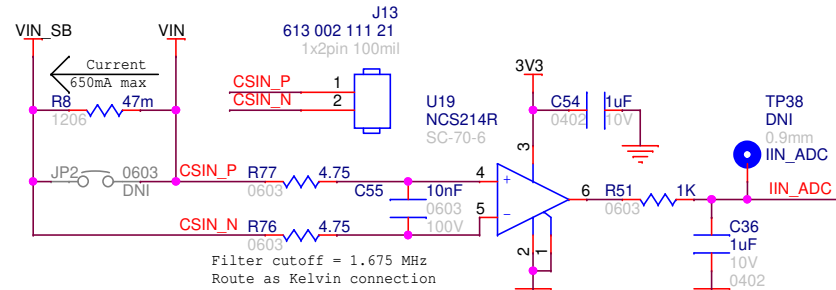 J13
613 002 111 21
1x2pin 100mil
VIN_SB
VIN
Current
650mA max
CSIN_P 1
CSIN_N 2
R8 47m
1206
3V3
U19
NCS214R
SC-70-6
C54 1uF
0402 10V
TP38
DNI
0.9mm
IIN_ADC
JP2 0603
DNI
CSIN_P R77 4.75
0603
C55 10nF
0603
100V
CSIN_N R76 4.75
0603
3
4 +
5 −
6
2 1
R51 1K
0603
IIN_ADC
C36
1uF
10V
0402
Filter cutoff = 1.675 MHz
Route as Kelvin connection